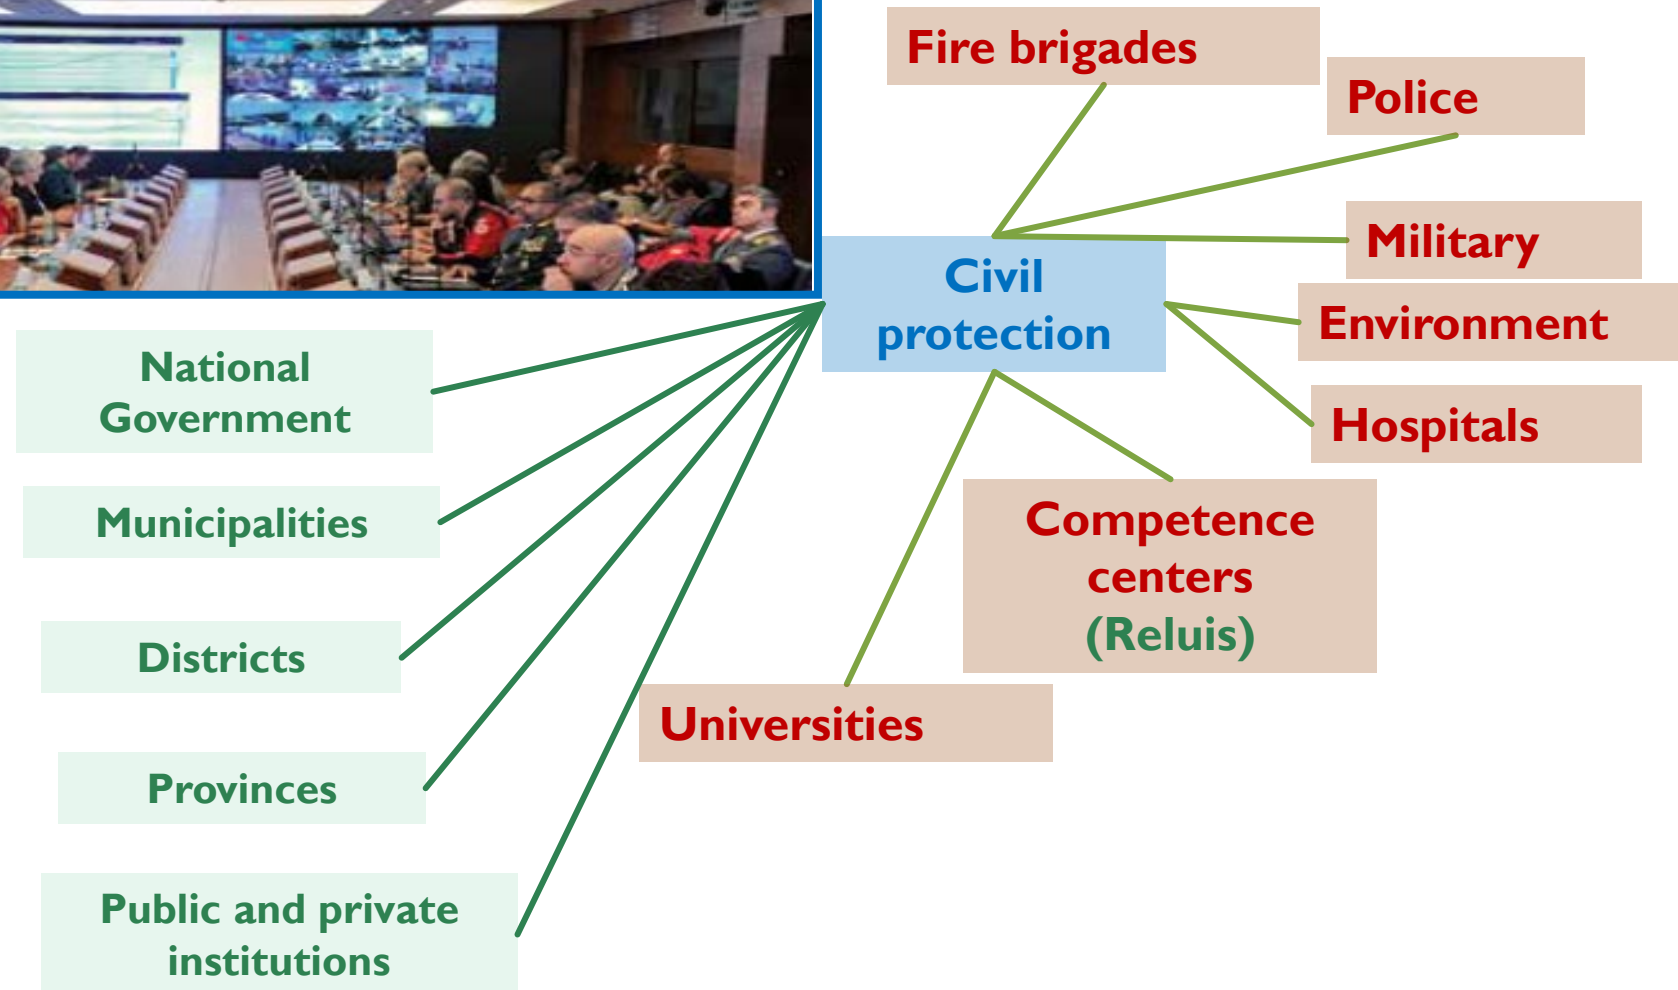 Fire brigades
Police
Military
Civil
protection
Environment
Hospitals
National
Government
Municipalities
Competence
centers
(Reluis)
Districts
Universities
Provinces
Public and private
institutions